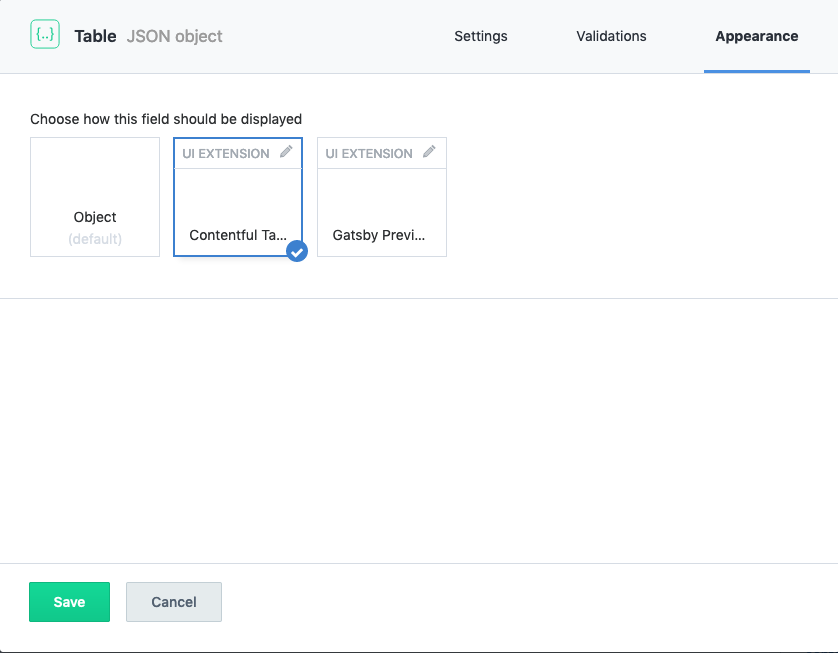 {..} Table JSON object Settings Validations Appearance
Choose how this field should be displayed
UI EXTENSION UI EXTENSION
Object
(default)
Contentful Ta... Gatsby Previ...
Save Cancel